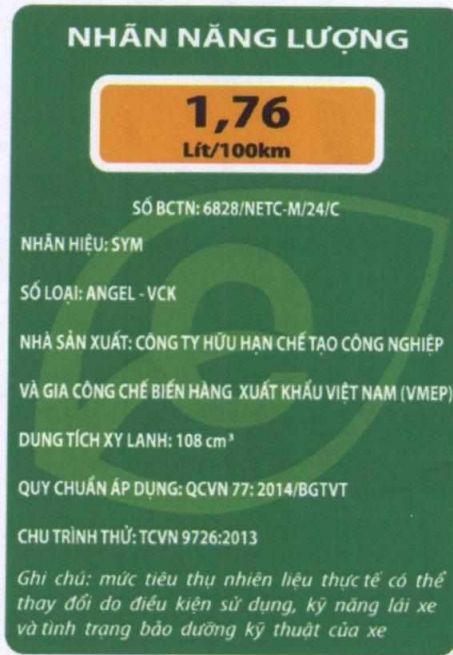 NHÃN NĂNG LƯỢNG
1,76
Lít/100km
SỐ BCTN: 6828/NETC-M/24/C
NHÃN HIỆU: SYM
SỐ LOẠI: ANGEL - VCK
NHÀ SẢN XUẤT: CÔNG TY HỮU HẠN CHẾ TẠO CÔNG NGHIỆP
VÀ GIA CÔNG CHẾ BIẾN HÀNG XUẤT KHẨU VIỆT NAM (VMEP)
DUNG TÍCH XY LANH: 108 cm³
QUY CHUẨN ÁP DỤNG: QCVN 77: 2014/BGTVT
CHU TRÌNH THỬ: TCVN 9726:2013
Ghi chú: mức tiêu thụ nhiên liệu thực tế có thể
thay đổi do điều kiện sử dụng, kỹ năng lái xe
và tình trạng bảo dưỡng kỹ thuật của xe